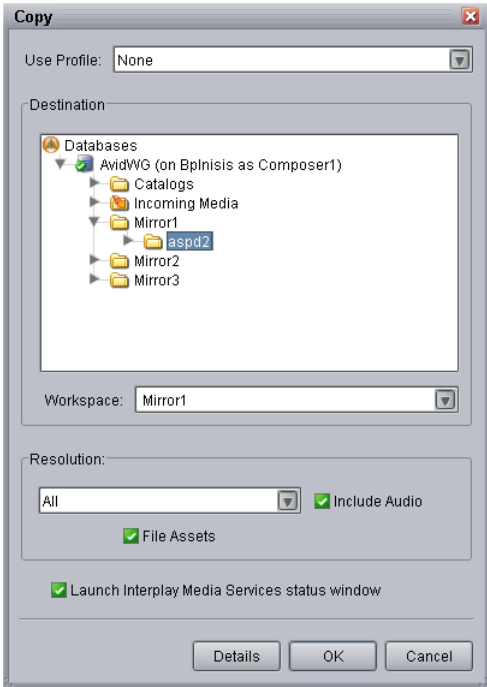 Copy
Use Profile: None
Destination
Databases
AvidWG (on Bplnisis as Composer1)
Catalogs
Incoming Media
Mirror1
aspd2
Mirror2
Mirror3
Workspace: Mirror1
Resolution:
All Include Audio
File Assets
Launch Interplay Media Services status window
Details OK Cancel